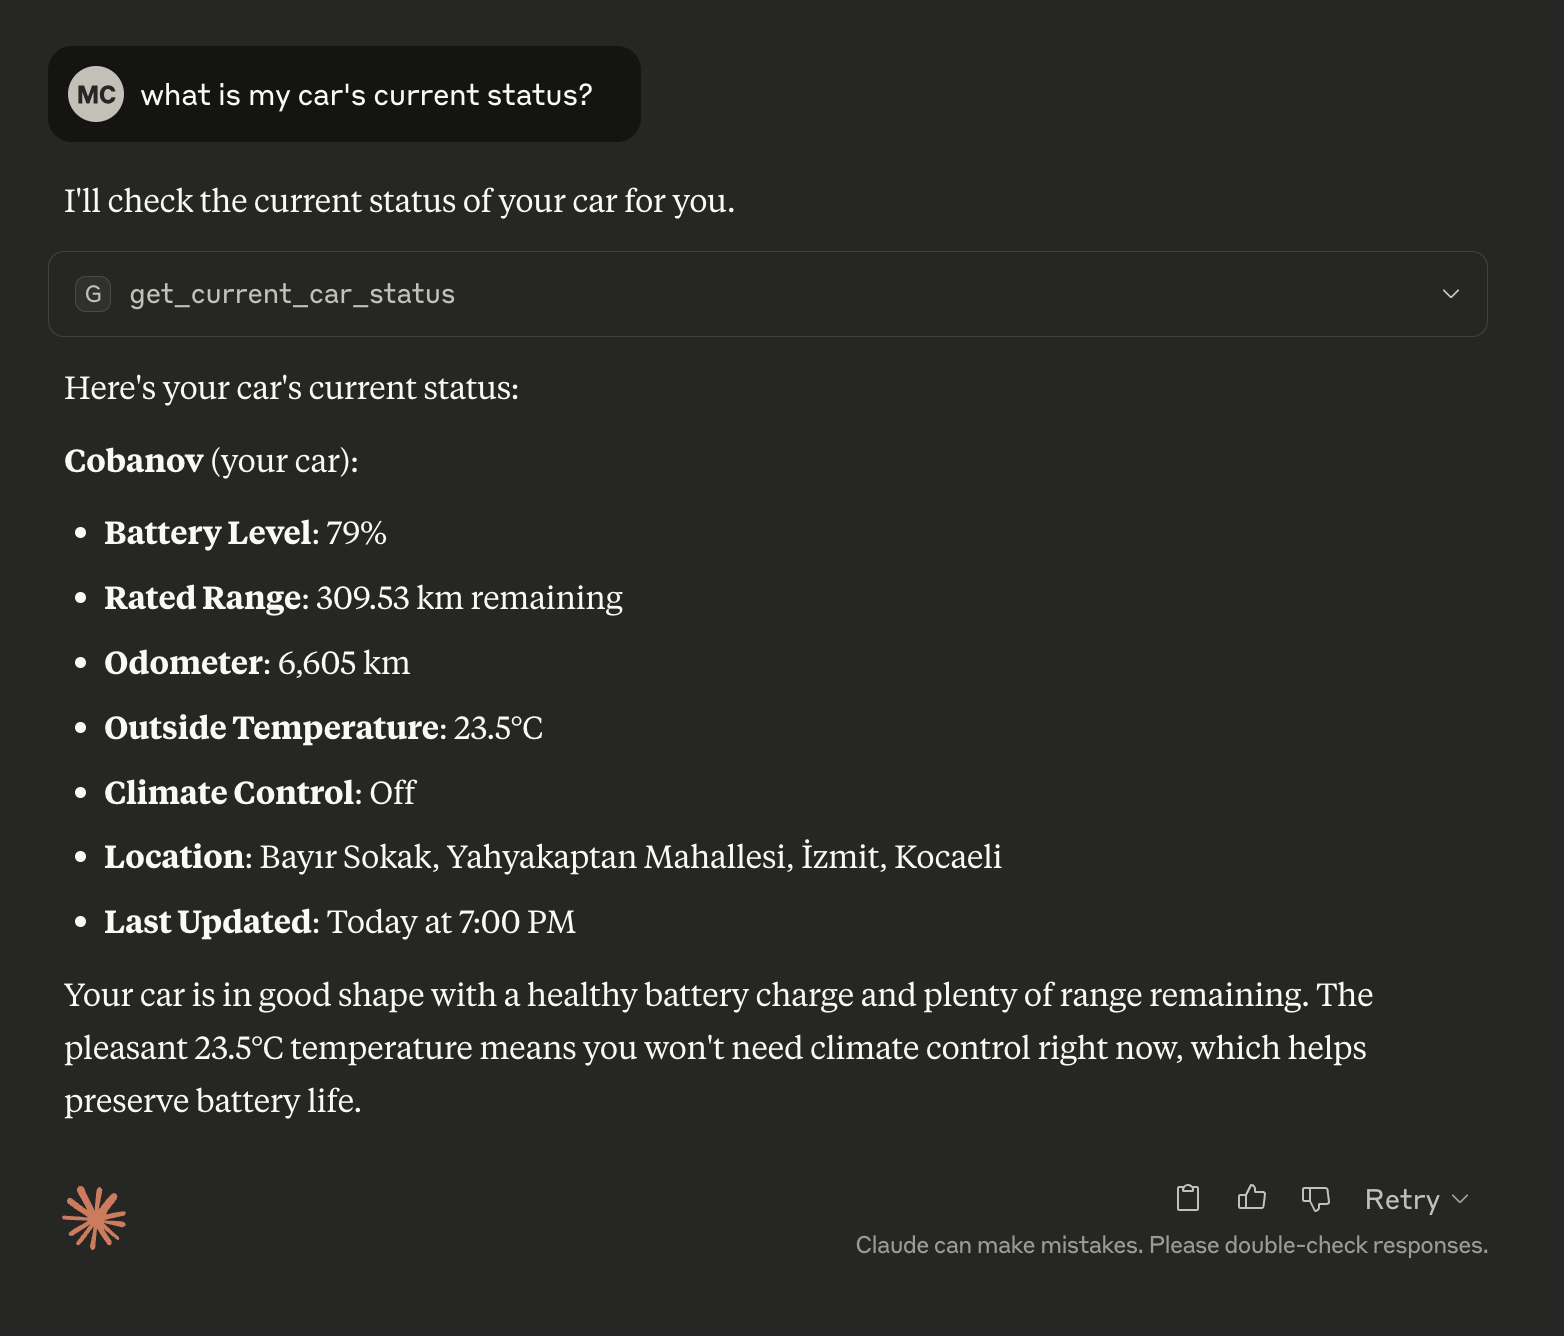 MC what is my car's current status?
I'll check the current status of your car for you.
G get_current_car_status
Here's your car's current status:
Cobanov (your car):
• Battery Level: 79%
• Rated Range: 309.53 km remaining
• Odometer: 6,605 km
• Outside Temperature: 23.5°C
• Climate Control: Off
• Location: Bayır Sokak, Yahyakaptan Mahallesi, İzmit, Kocaeli
• Last Updated: Today at 7:00 PM
Your car is in good shape with a healthy battery charge and plenty of range remaining. The
pleasant 23.5°C temperature means you won't need climate control right now, which helps
preserve battery life.
Retry
Claude can make mistakes. Please double-check responses.